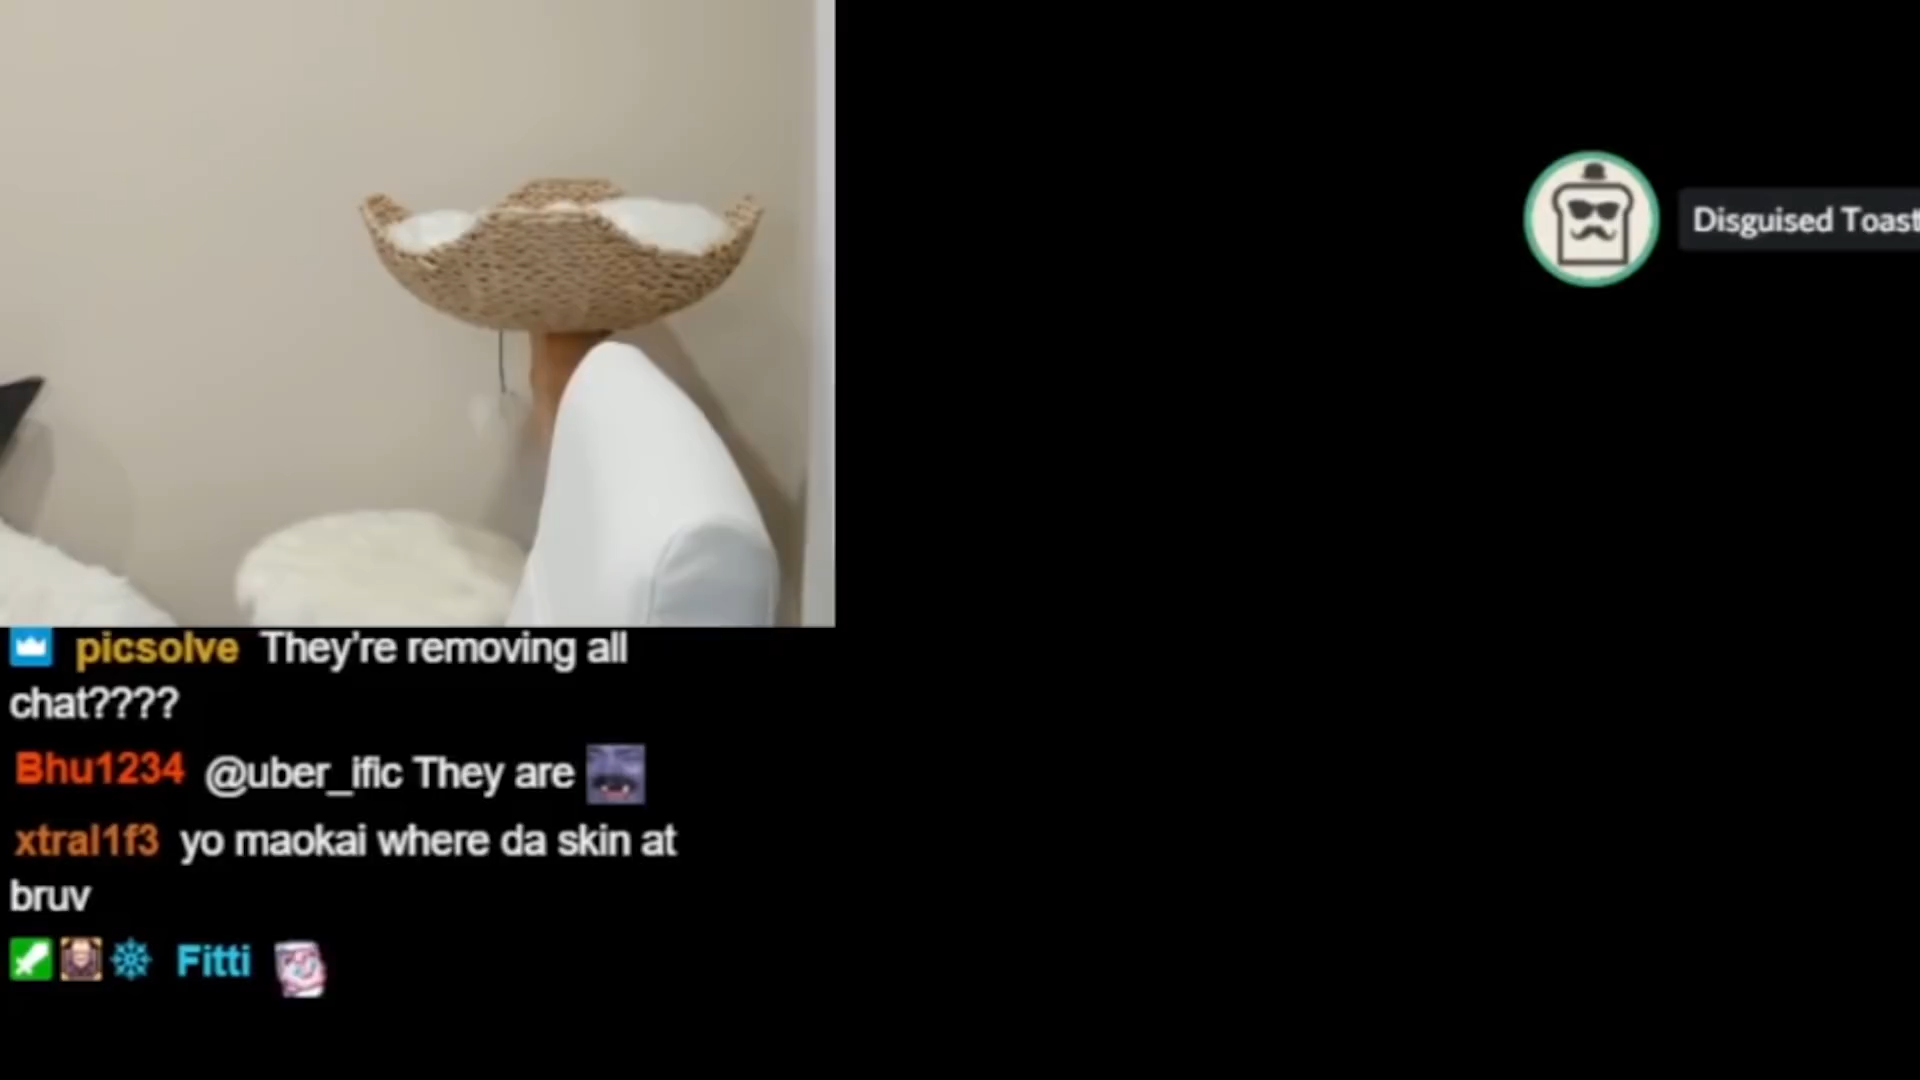 Disguised Toast
picsolve They're removing all
chat????
Bhu1234 @uber_ific They are
xtral1f3 yo maokai where da skin at
bruv
Fitti